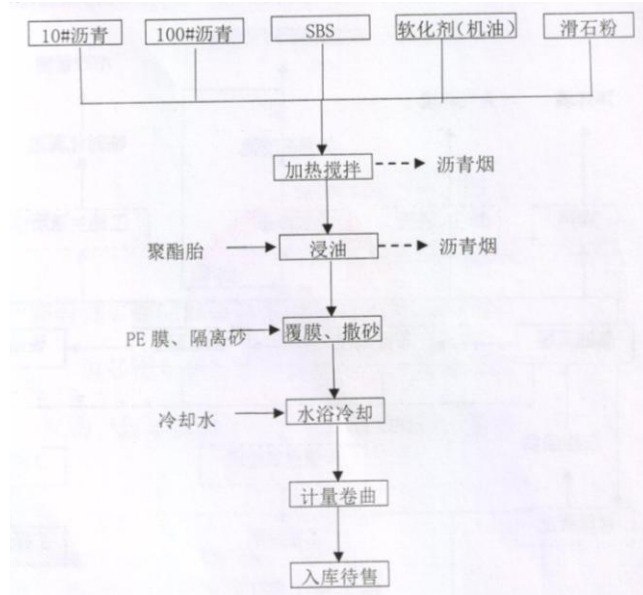 10#沥青
100#沥青
SBS
软化剂(机油)
滑石粉
加热搅拌
沥青烟
聚酯胎
浸油
沥青烟
PE膜、隔离砂
覆膜、撒砂
冷却水
水浴冷却
计量卷曲
入库待售